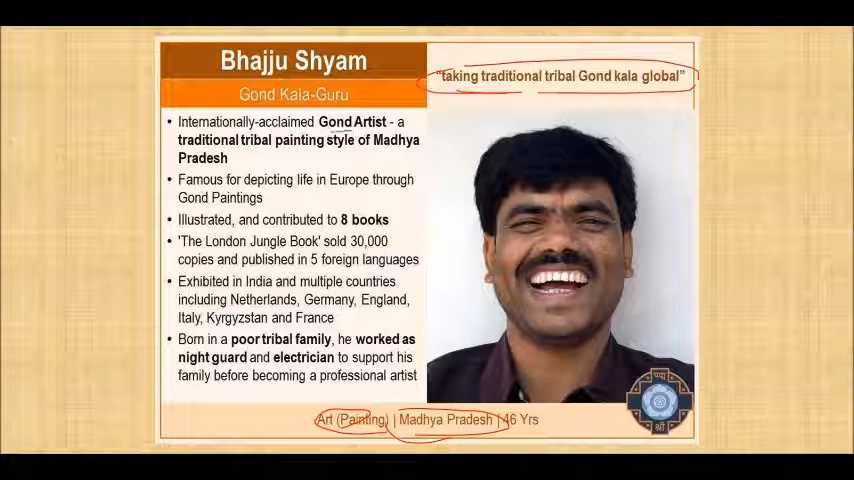 Bhajju Shyam
Gond Kala-Guru
"taking traditional tribal Gond kala global"
• Internationally-acclaimed Gond Artist - a
traditional tribal painting style of Madhya
Pradesh
• Famous for depicting life in Europe through
Gond Paintings
• Illustrated, and contributed to 8 books
• 'The London Jungle Book' sold 30,000
copies and published in 5 foreign languages
• Exhibited in India and multiple countries
including Netherlands, Germany, England,
Italy, Kyrgyzstan and France
• Born in a poor tribal family, he worked as
night guard and electrician to support his
family before becoming a professional artist
पद्म
श्री
Art (Painting) | Madhya Pradesh | 46 Yrs